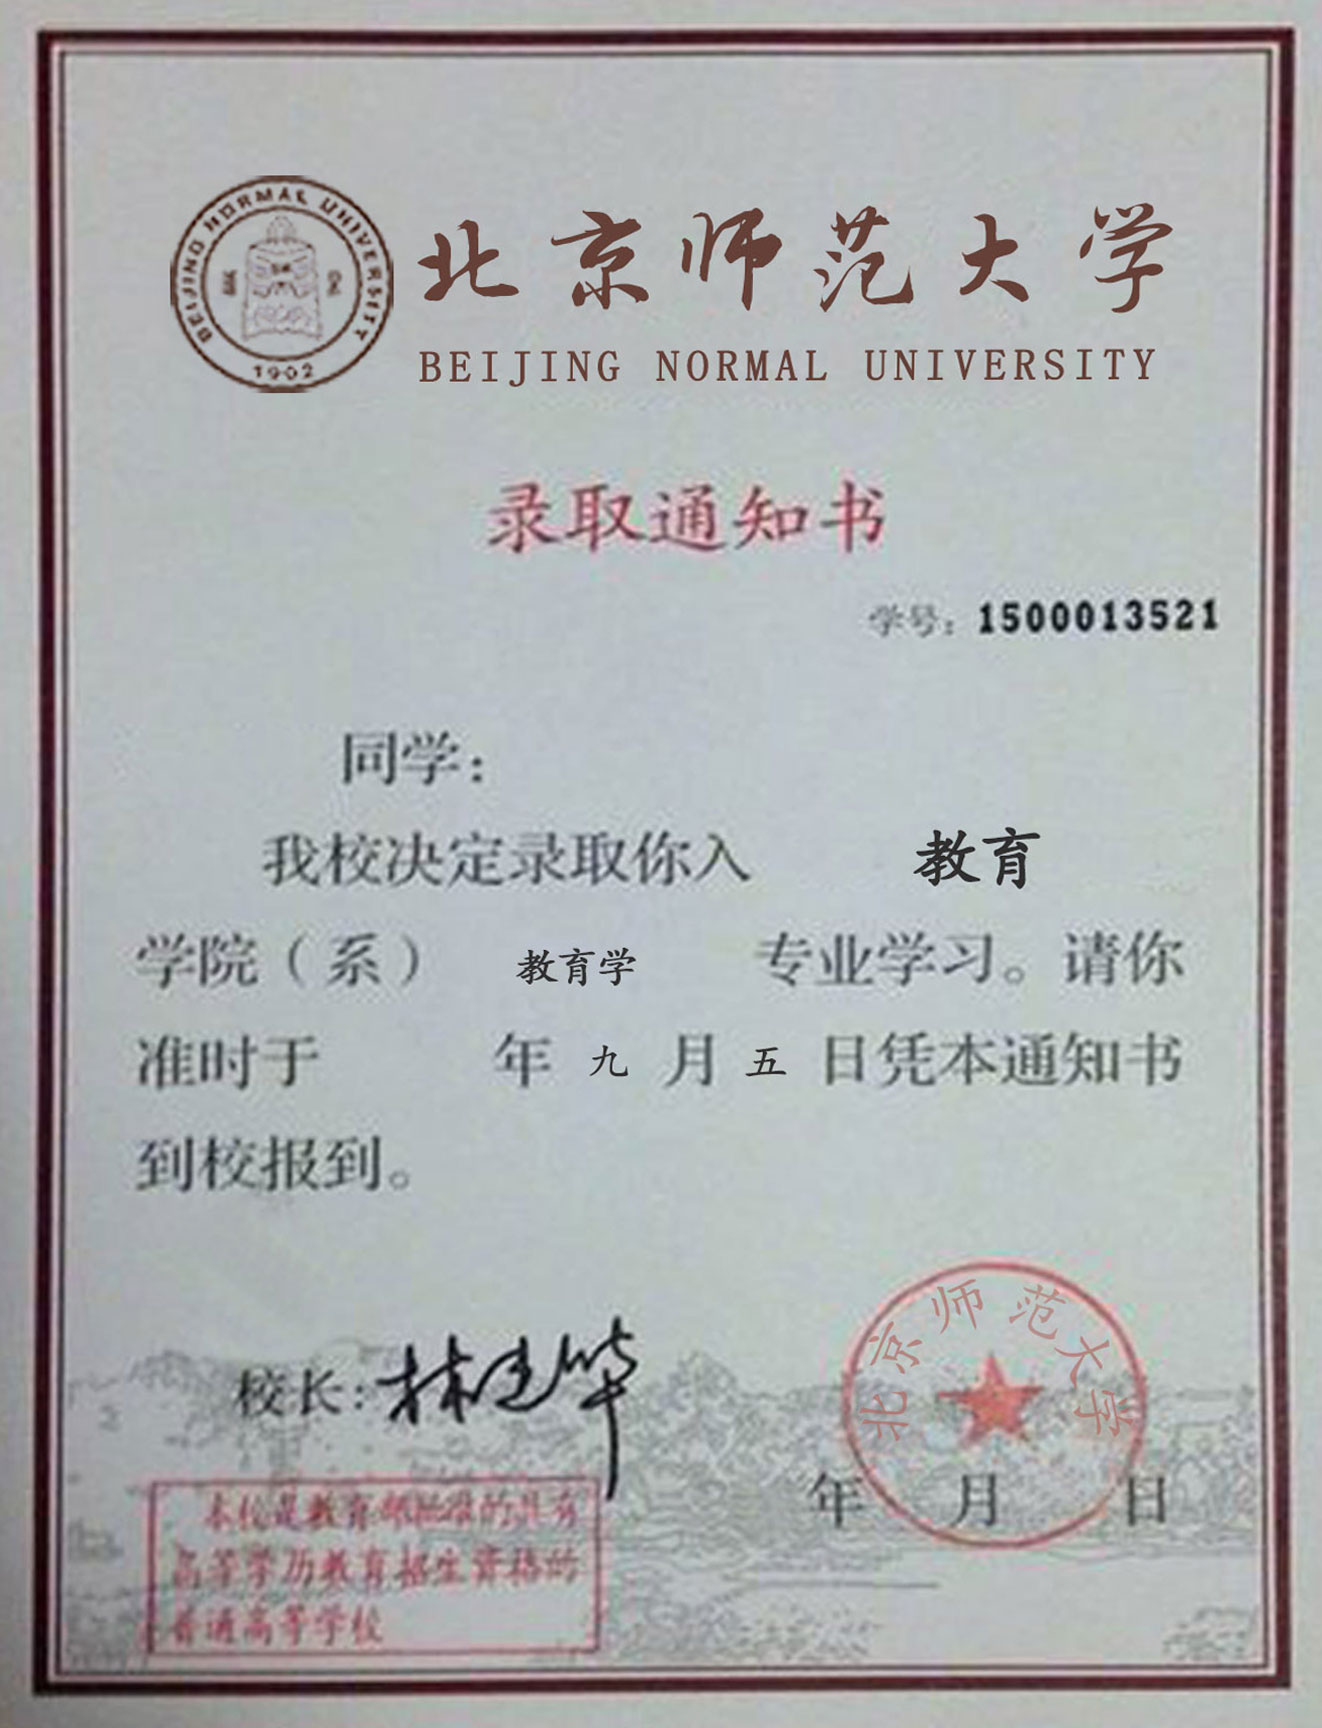 BEIJING NORMAL UNIVERSITY
1902
北京师范大学
BEIJING NORMAL UNIVERSITY
录取通知书
学号：1500013521
同学：
我校决定录取你入 教育
学院（系） 教育学 专业学习。请你
准时于 年 九 月 五 日凭本通知书
到校报到。
校长：林建华
北京师范大学
年 月 日
本校是教育部批准的具有
高等学历教育招生资格的
普通高等学校